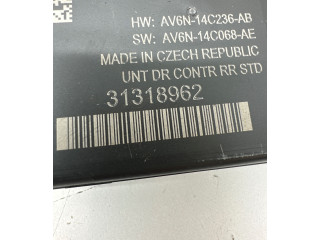 HW: AV6N-14C236-AB
SW: AV6N-14C068-AE
MADE IN CZECH REPUBLIC
UNT DR CONTR RR STD
31318962